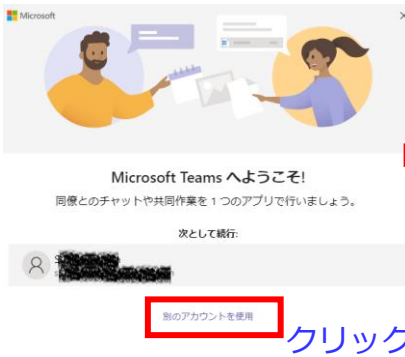 Microsoft
Microsoft Teams へようこそ!
同僚とのチャットや共同作業を 1 つのアプリで行いましょう。
次として続行:
別のアカウントを使用
クリック